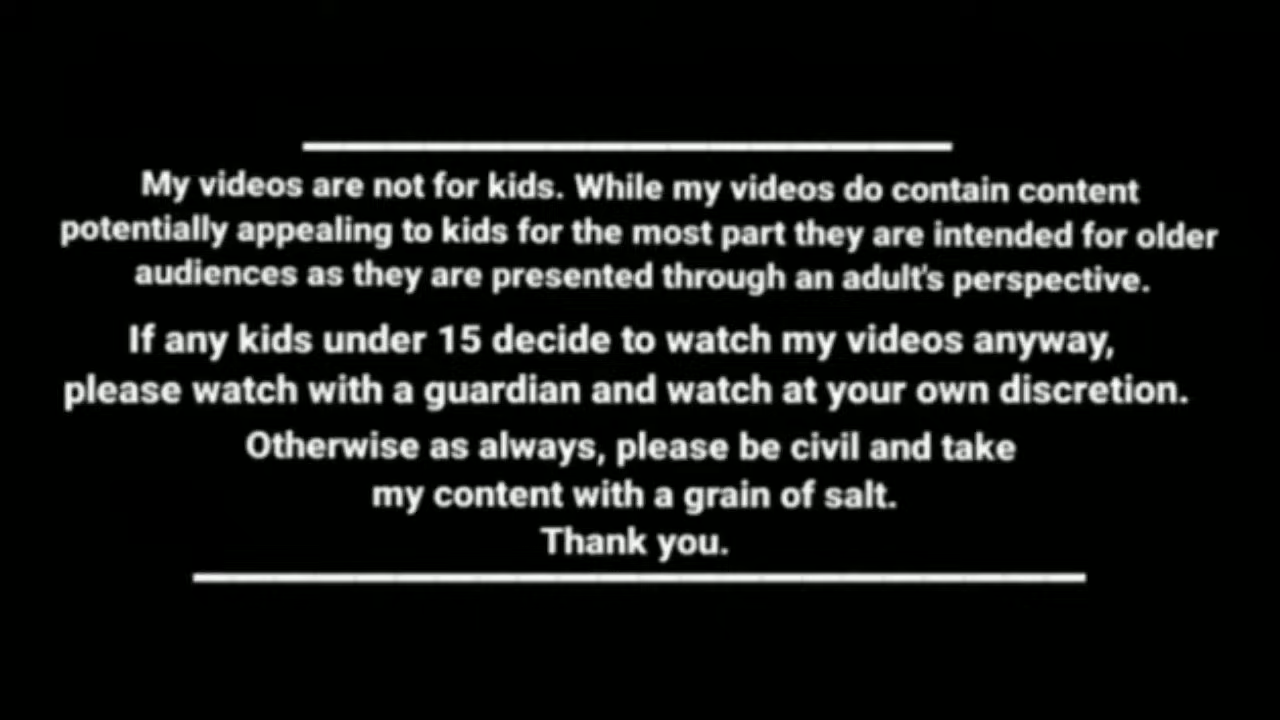 My videos are not for kids. While my videos do contain content
potentially appealing to kids for the most part they are intended for older
audiences as they are presented through an adult's perspective.
If any kids under 15 decide to watch my videos anyway,
please watch with a guardian and watch at your own discretion.
Otherwise as always, please be civil and take
my content with a grain of salt.
Thank you.